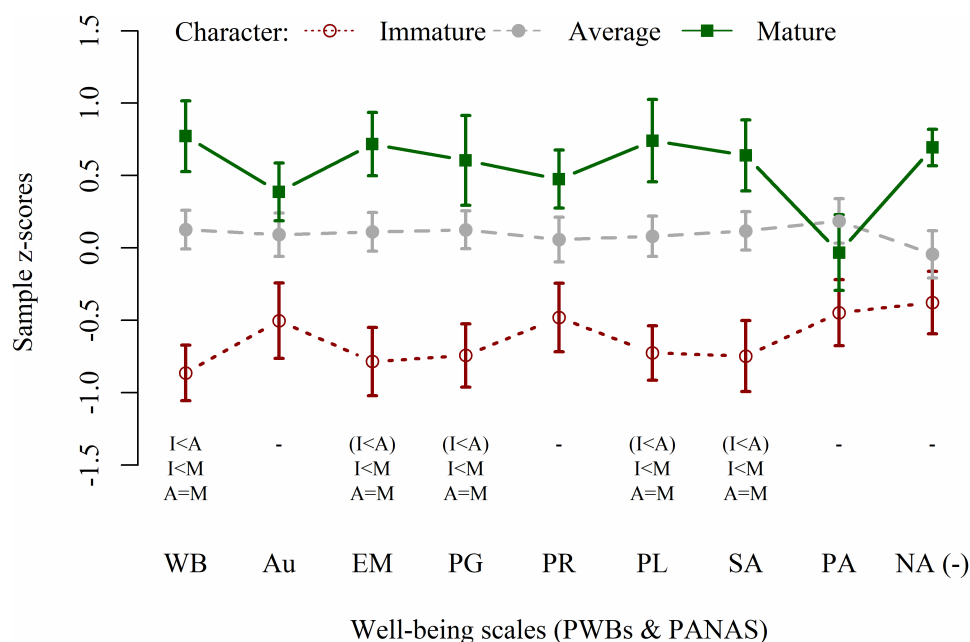 Character: Immature Average Mature
Sample z-scores
1.5
1.0
0.5
0.0
-0.5
-1.0
-1.5
I<A - (I<A) (I<A) - (I<A) (I<A) - -
I<M I<M I<M I<M I<M
A=M A=M A=M A=M A=M
WB Au EM PG PR PL SA PA NA (-)
Well-being scales (PWBs & PANAS)